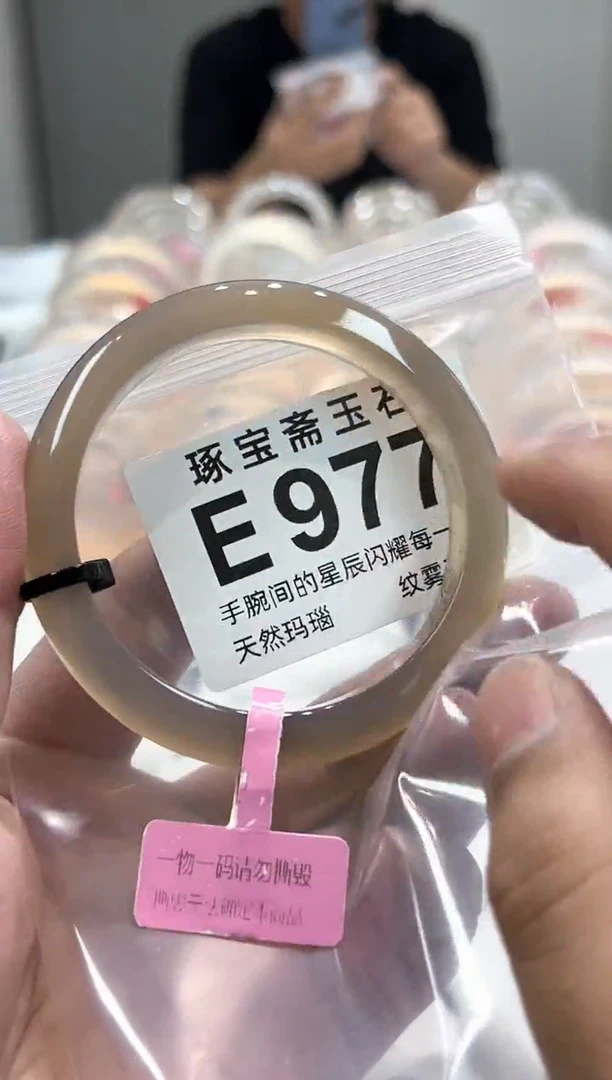 琢宝斋玉石
E977
手腕间的星辰闪耀每一
纹雾
天然玛瑙
一物一码请勿撕毁